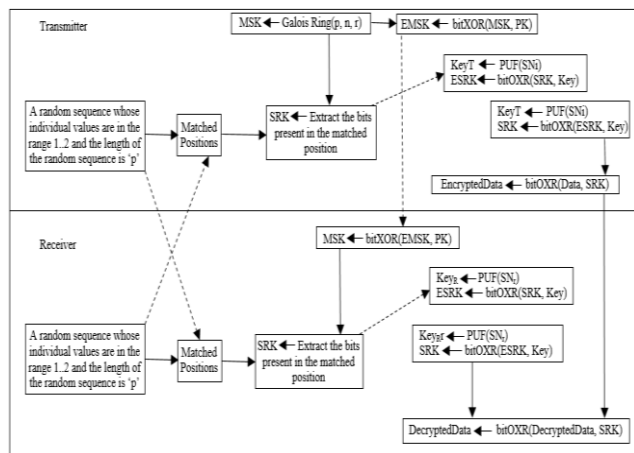 Transmitter
MSK ← Galois Ring(p, n, r)
EMSK ← bitXOR(MSK, PK)
KeyT ← PUF(SNi)
ESRK ← bitOXR(SRK, Key)
A random sequence whose
individual values are in the
range 1..2 and the length of
the random sequence is ‘p’
Matched
Positions
SRK ← Extract the bits
present in the matched
position
KeyT ← PUF(SNi)
SRK ← bitOXR(ESRK, Key)
EncryptedData ← bitOXR(Data, SRK)
Receiver
MSK ← bitXOR(EMSK, PK)
KeyR ← PUF(SNr)
ESRK ← bitOXR(SRK, Key)
A random sequence whose
individual values are in the
range 1..2 and the length of
the random sequence is ‘p’
Matched
Positions
SRK ← Extract the bits
present in the matched
position
← PUF(SNr)
SRK ← bitOXR(ESRK, Key)
DecryptedData ← bitOXR(DecryptedData, SRK)